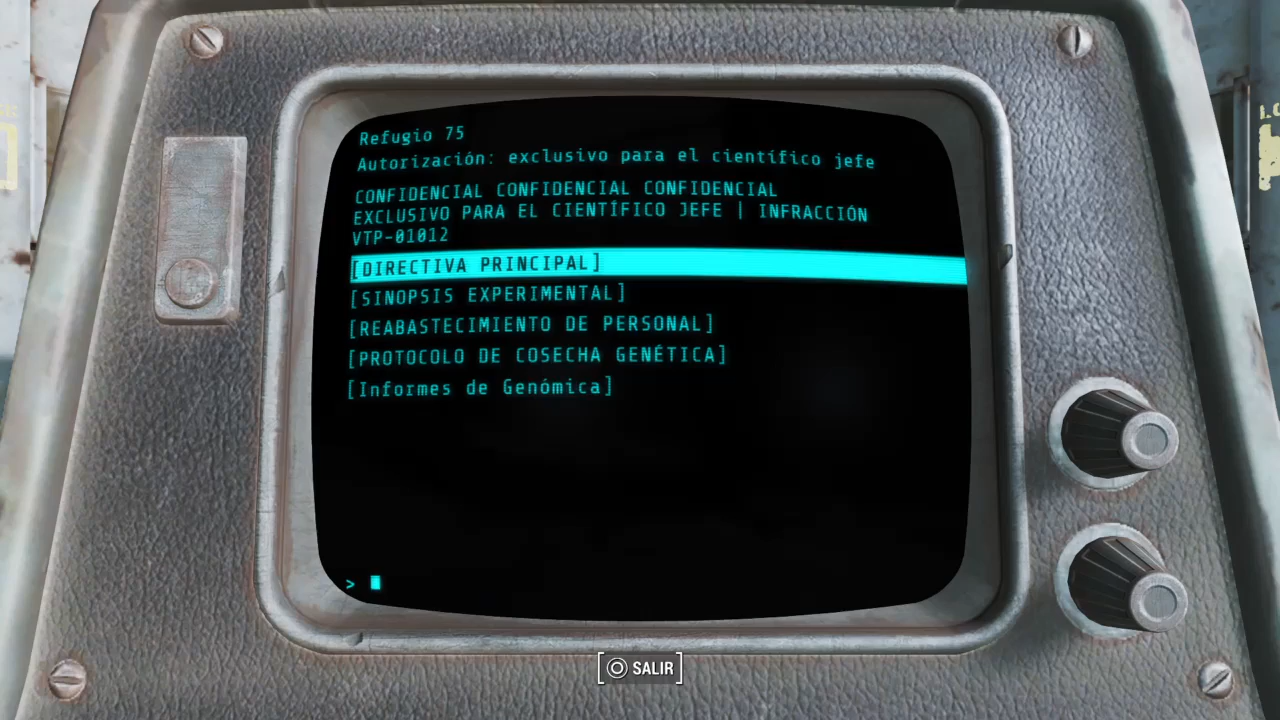 Refugio 75
Autorización: exclusivo para el científico jefe
CONFIDENCIAL CONFIDENCIAL CONFIDENCIAL
EXCLUSIVO PARA EL CIENTÍFICO JEFE | INFRACCIÓN
VTP-01012
[DIRECTIVA PRINCIPAL]
[SINOPSIS EXPERIMENTAL]
[REABASTECIMIENTO DE PERSONAL]
[PROTOCOLO DE COSECHA GENÉTICA]
[Informes de Genómica]
>
[SALIR]